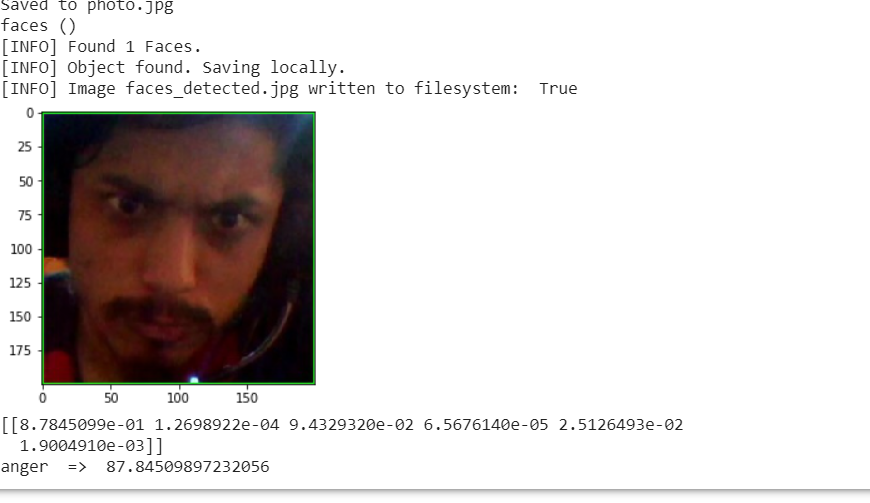 Saved to photo.jpg
faces ()
[INFO] Found 1 Faces.
[INFO] Object found. Saving locally.
[INFO] Image faces_detected.jpg written to filesystem:  True
0
25
50
75
100
125
150
175
0 50 100 150
[[8.7845099e-01 1.2698922e-04 9.4329320e-02 6.5676140e-05 2.5126493e-02
1.9004910e-03]]
anger  =>  87.84509897232056